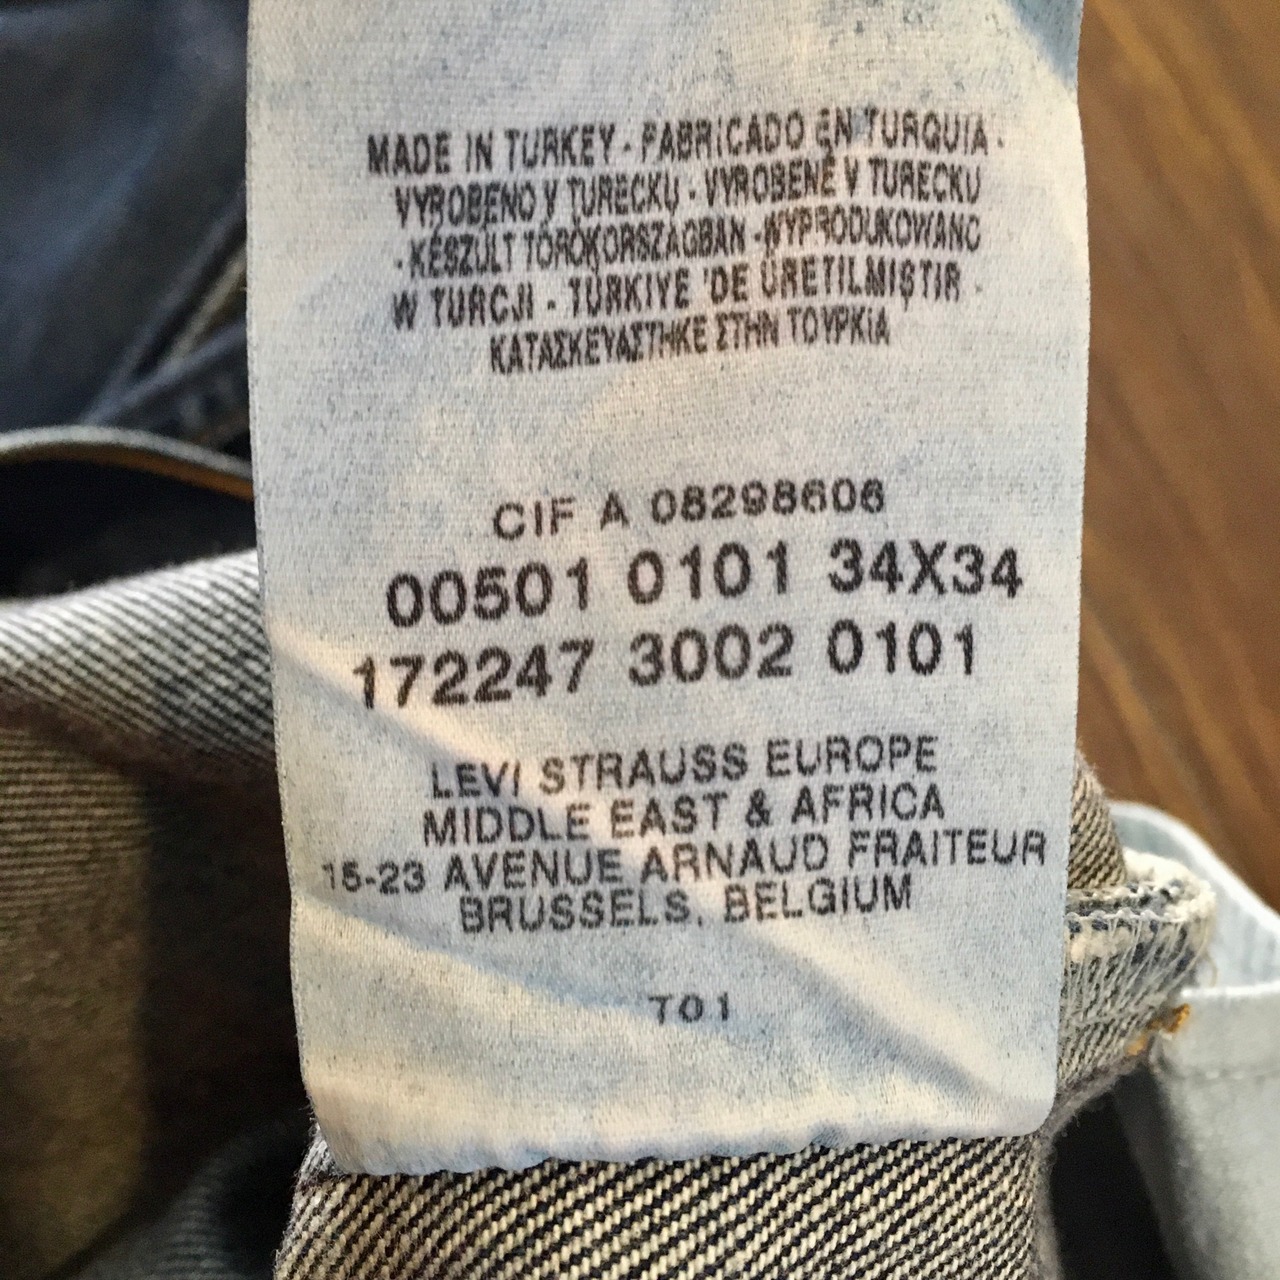 MADE IN TURKEY - FABRICADO EN TURQUIA -
VYROBENO V TURECKU - VYROBENÉ V TURECKU
- KÉSZÜLT TÖRÖKORSZÁGBAN - WYPRODUKOWANO
W TURCJI - TÜRKIYE 'DE ÜRETILMIŞTIR -
ΚΑΤΑΣΚΕΥΑΣΤΗΚΕ ΣΤΗΝ ΤΟΥΡΚΙΑ
CIF A 08298606
00501 0101 34X34
172247 3002 0101
LEVI STRAUSS EUROPE
MIDDLE EAST & AFRICA
15-23 AVENUE ARNAUD FRAITEUR
BRUSSELS, BELGIUM
T01